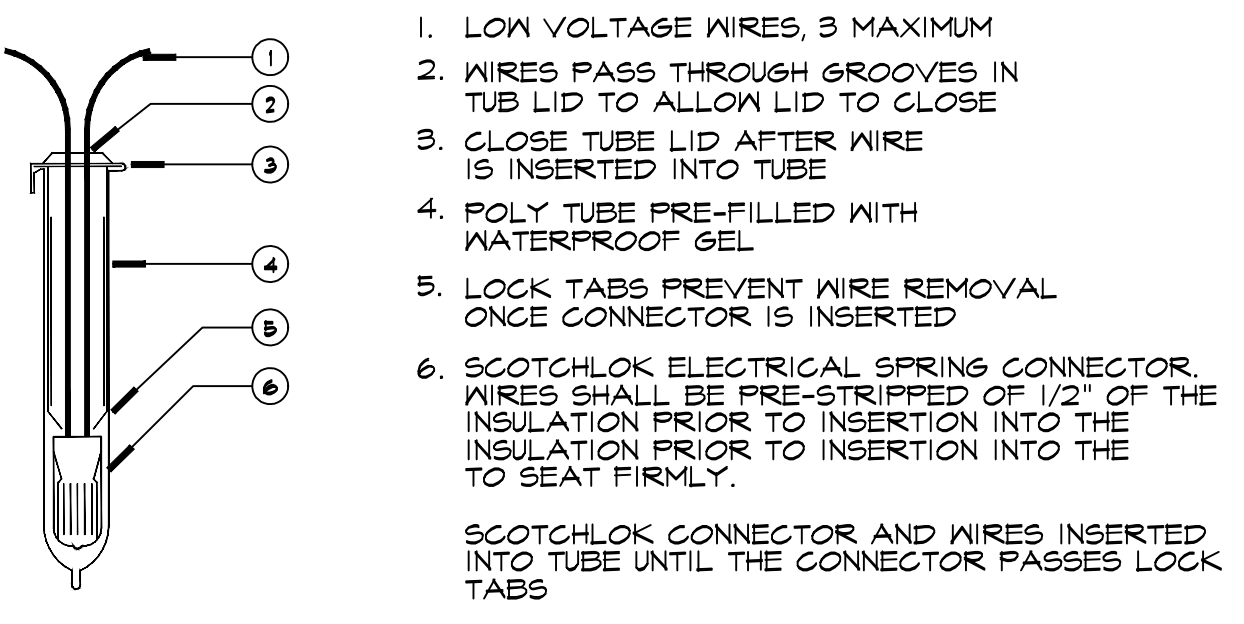 1
2
3
4
5
6
1. LOW VOLTAGE WIRES, 3 MAXIMUM
2. WIRES PASS THROUGH GROOVES IN
TUB LID TO ALLOW LID TO CLOSE
3. CLOSE TUBE LID AFTER WIRE
IS INSERTED INTO TUBE
4. POLY TUBE PRE-FILLED WITH
WATERPROOF GEL
5. LOCK TABS PREVENT WIRE REMOVAL
ONCE CONNECTOR IS INSERTED
6. SCOTCHLOK ELECTRICAL SPRING CONNECTOR.
WIRES SHALL BE PRE-STRIPPED OF 1/2" OF THE
INSULATION PRIOR TO INSERTION INTO THE
INSULATION PRIOR TO INSERTION INTO THE
TO SEAT FIRMLY.
SCOTCHLOK CONNECTOR AND WIRES INSERTED
INTO TUBE UNTIL THE CONNECTOR PASSES LOCK
TABS